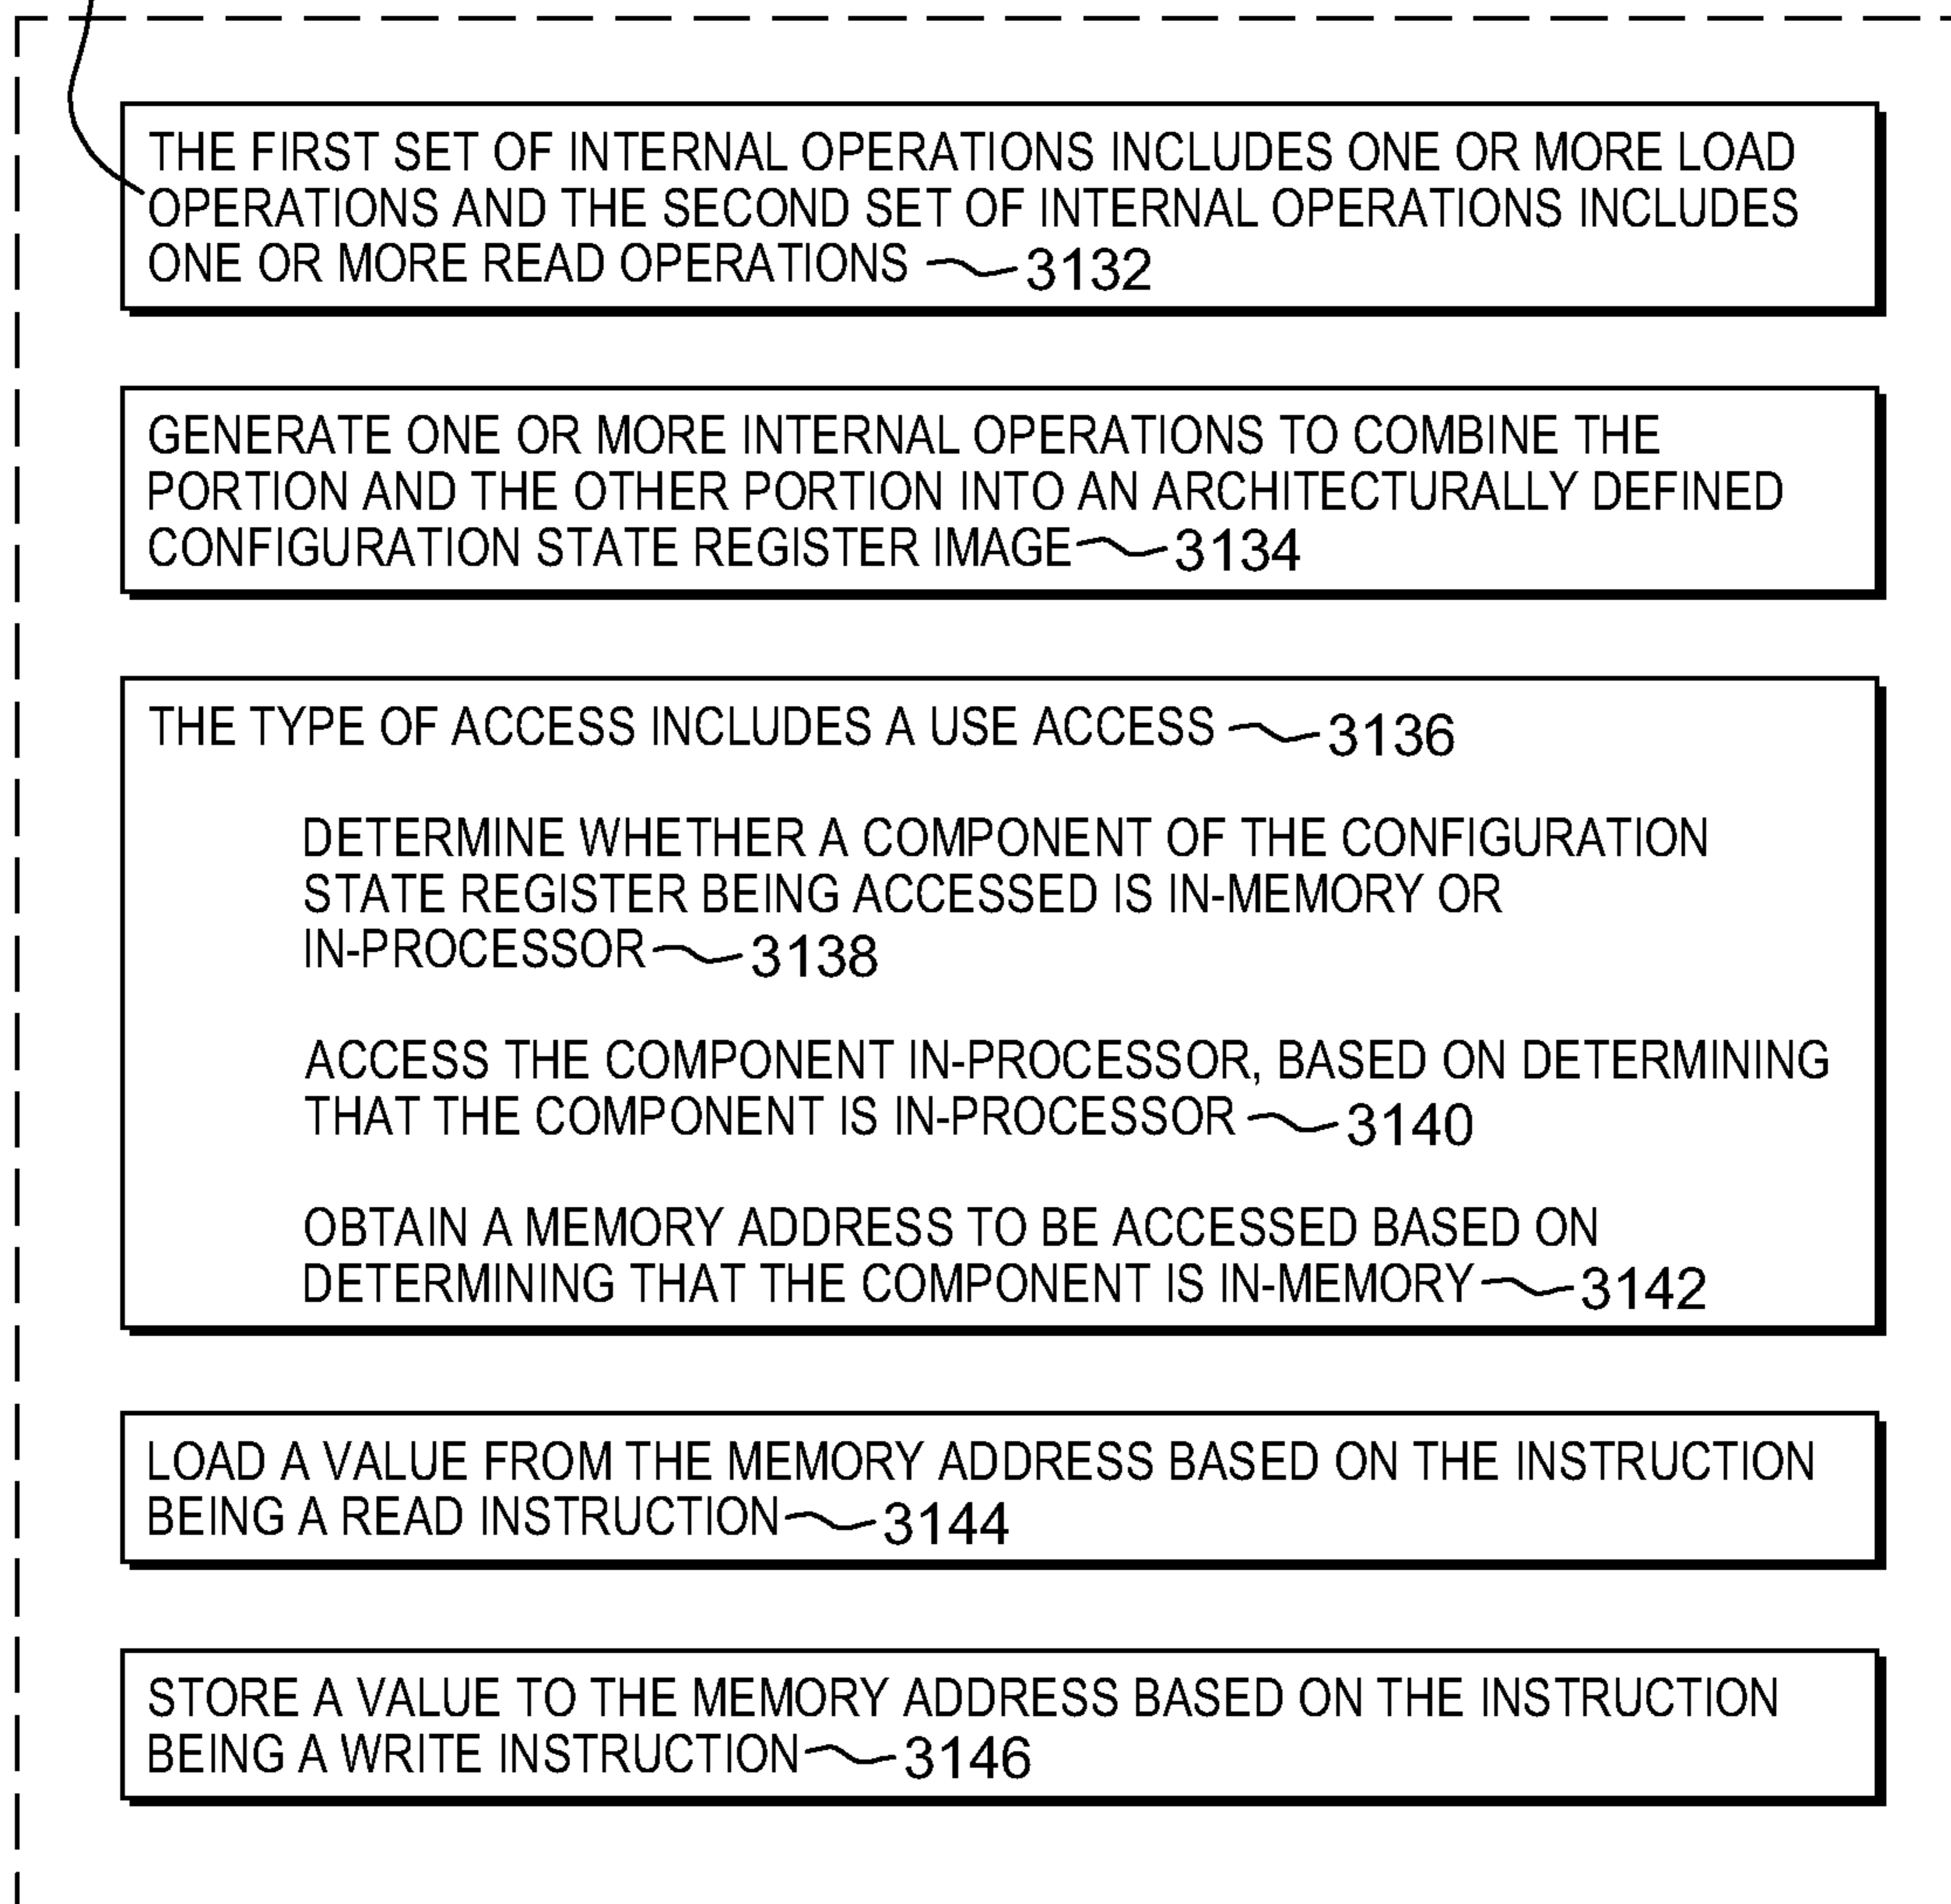 THE FIRST SET OF INTERNAL OPERATIONS INCLUDES ONE OR MORE LOAD
OPERATIONS AND THE SECOND SET OF INTERNAL OPERATIONS INCLUDES
ONE OR MORE READ OPERATIONS 3132
GENERATE ONE OR MORE INTERNAL OPERATIONS TO COMBINE THE
PORTION AND THE OTHER PORTION INTO AN ARCHITECTURALLY DEFINED
CONFIGURATION STATE REGISTER IMAGE 3134
THE TYPE OF ACCESS INCLUDES A USE ACCESS 3136
DETERMINE WHETHER A COMPONENT OF THE CONFIGURATION
STATE REGISTER BEING ACCESSED IS IN-MEMORY OR
IN-PROCESSOR 3138
ACCESS THE COMPONENT IN-PROCESSOR, BASED ON DETERMINING
THAT THE COMPONENT IS IN-PROCESSOR 3140
OBTAIN A MEMORY ADDRESS TO BE ACCESSED BASED ON
DETERMINING THAT THE COMPONENT IS IN-MEMORY 3142
LOAD A VALUE FROM THE MEMORY ADDRESS BASED ON THE INSTRUCTION
BEING A READ INSTRUCTION 3144
STORE A VALUE TO THE MEMORY ADDRESS BASED ON THE INSTRUCTION
BEING A WRITE INSTRUCTION 3146